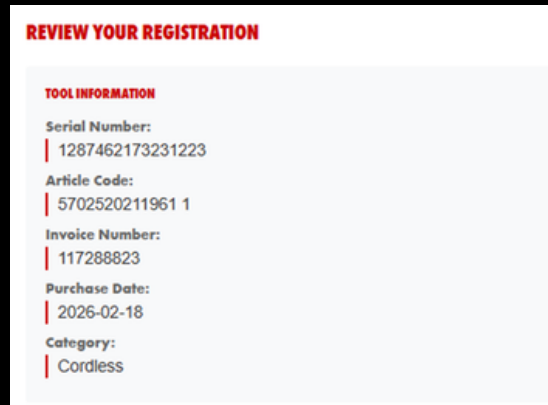 REVIEW YOUR REGISTRATION
TOOL INFORMATION
Serial Number:
1287462173231223
Article Code:
5702520211961 1
Invoice Number:
117288823
Purchase Date:
2026-02-18
Category:
Cordless